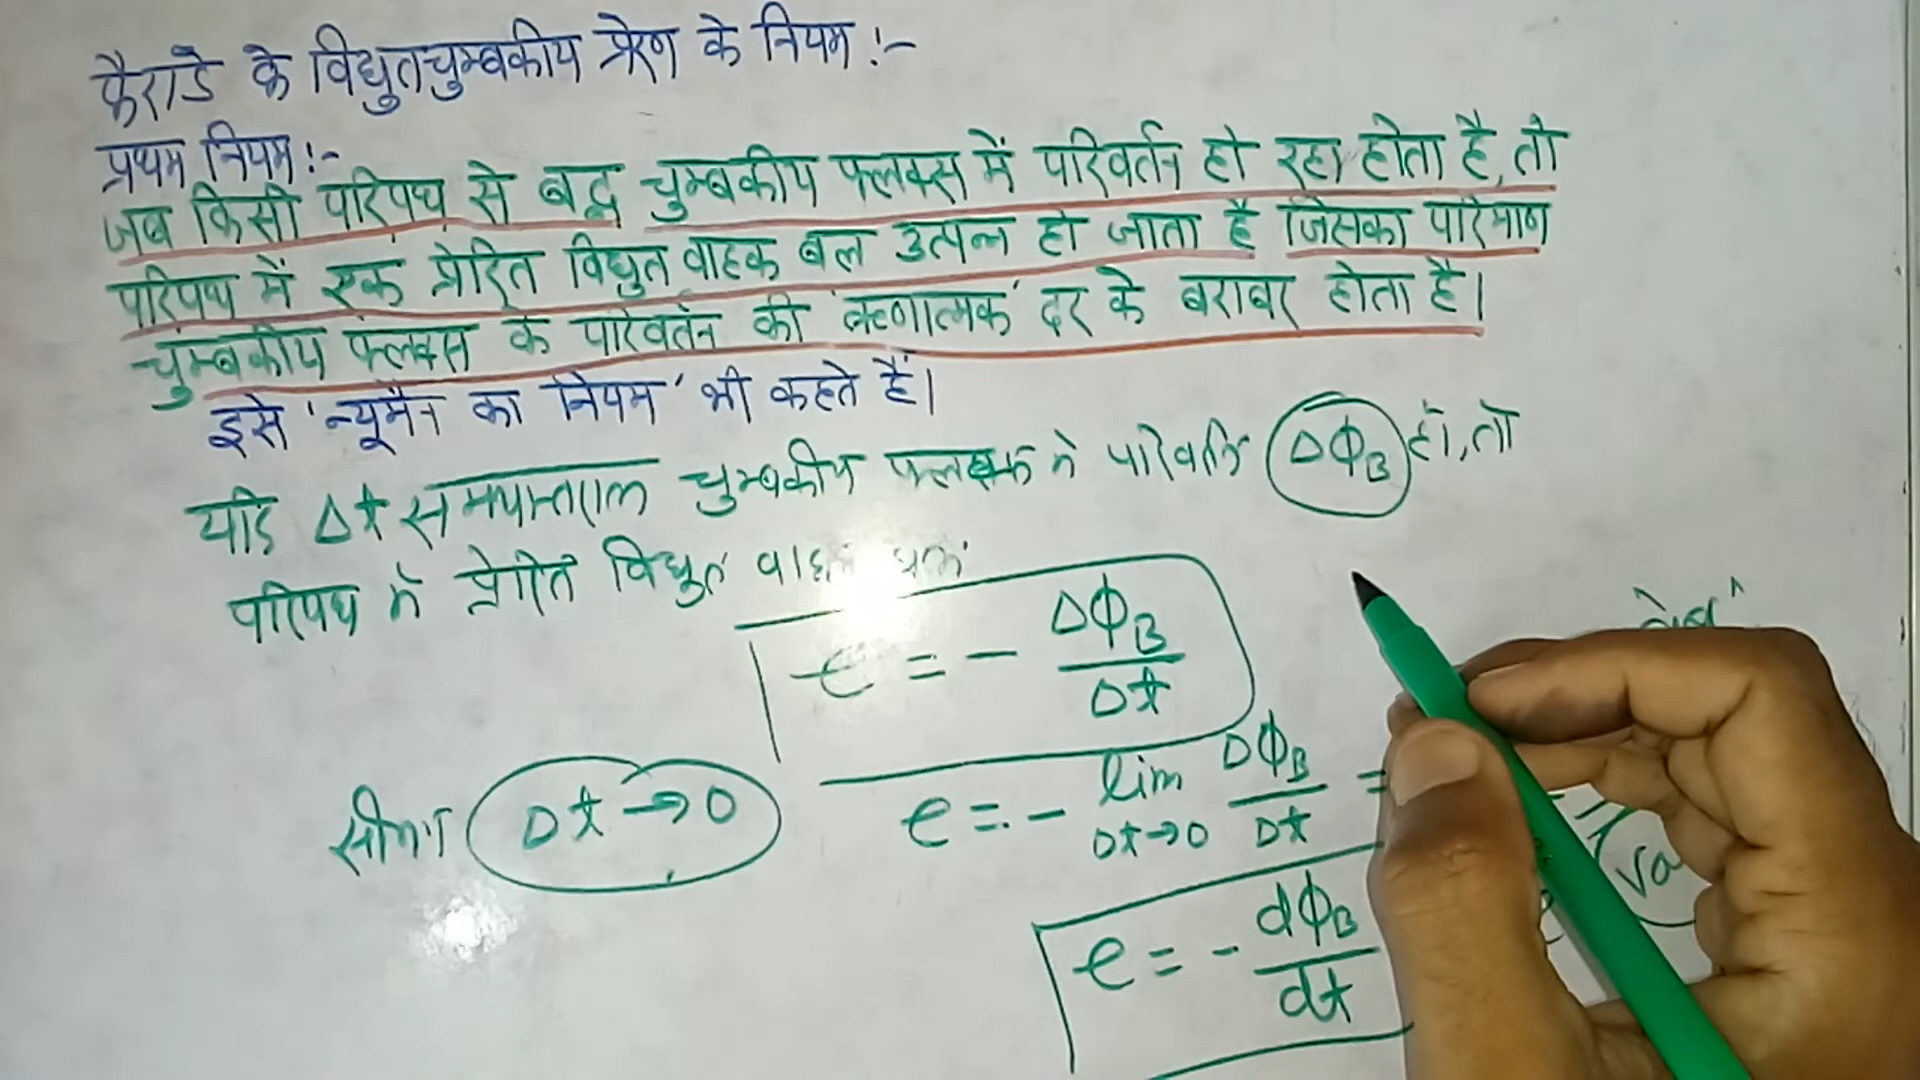 फैराडे के विद्युतचुम्बकीय प्रेरण के नियम :-
प्रथम नियम :-
जब किसी परिपथ से बद्ध चुम्बकीय फ्लक्स में परिवर्तन हो रहा होता है, तो
परिपथ में एक प्रेरित विद्युत वाहक बल उत्पन्न हो जाता है जिसका परिमाण
चुम्बकीय फ्लक्स के परिवर्तन की 'ऋणात्मक' दर के बराबर होता है।
इसे 'न्यूमैन का नियम' भी कहते हैं।
यदि Δt समयान्तराल चुम्बकीय फ्लक्स में परिवर्तन ΔΦB हो, तो
परिपथ में प्रेरित विद्युत वाहक बल
e = - ΔΦB / Δt
सीमा Δt → 0
e = - lim Δt→0 ΔΦB / Δt =
e = - dΦB / dt